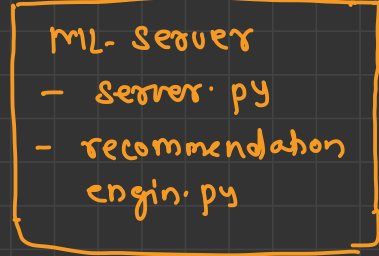 ML- server
- server.py
- recommendation
engin.py